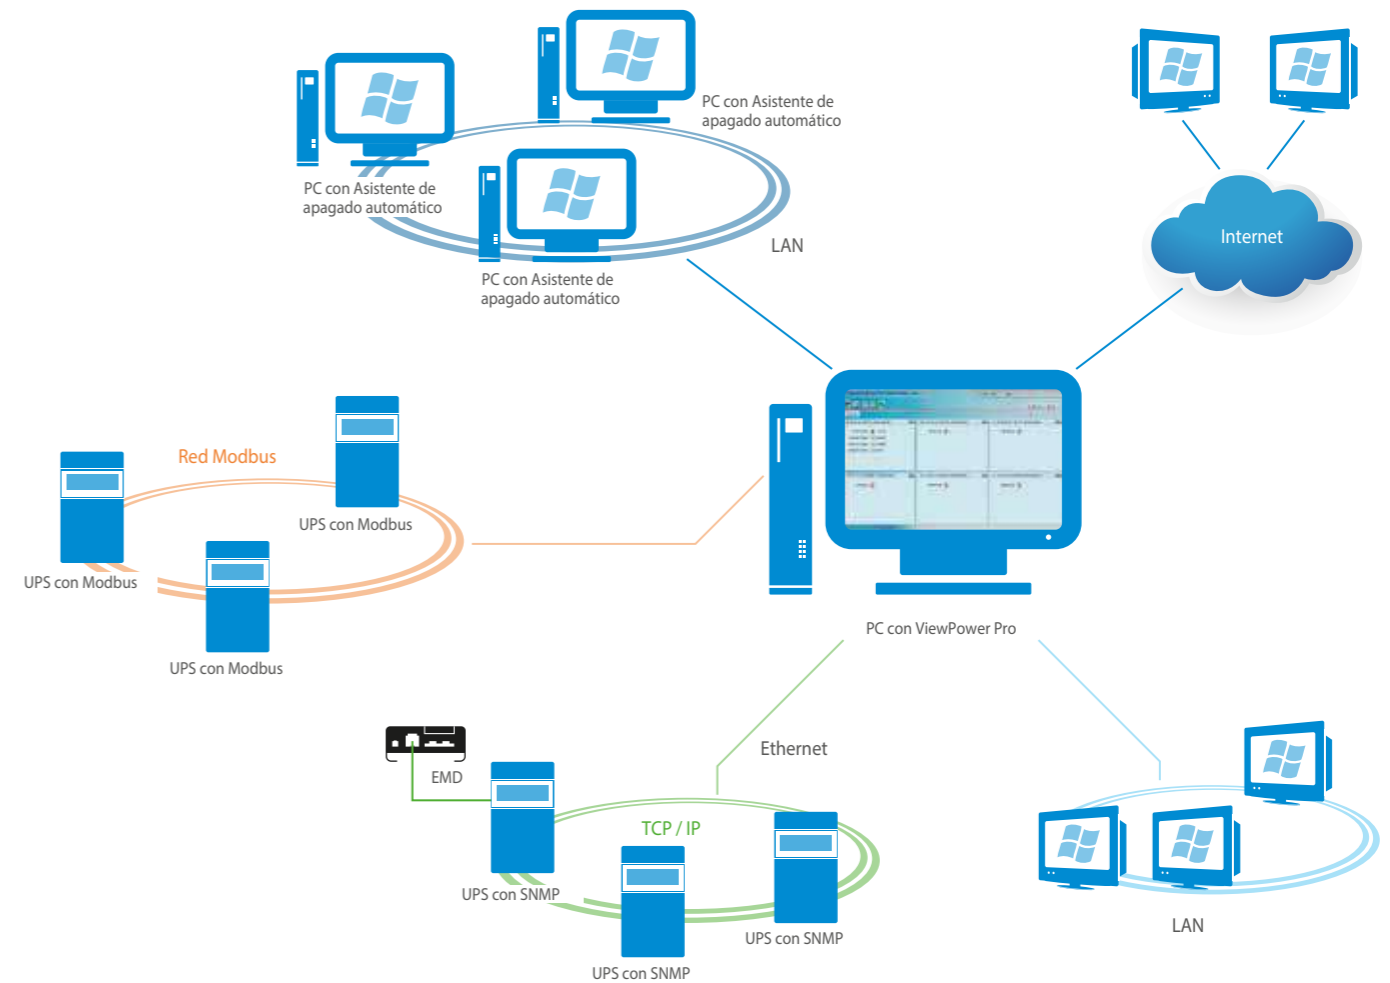 PC con Asistente de
apagado automático
PC con Asistente de
apagado automático
PC con Asistente de
apagado automático
LAN
Internet
Red Modbus
UPS con Modbus
UPS con Modbus
UPS con Modbus
PC con ViewPower Pro
Ethernet
EMD
TCP / IP
UPS con SNMP
UPS con SNMP
UPS con SNMP
LAN